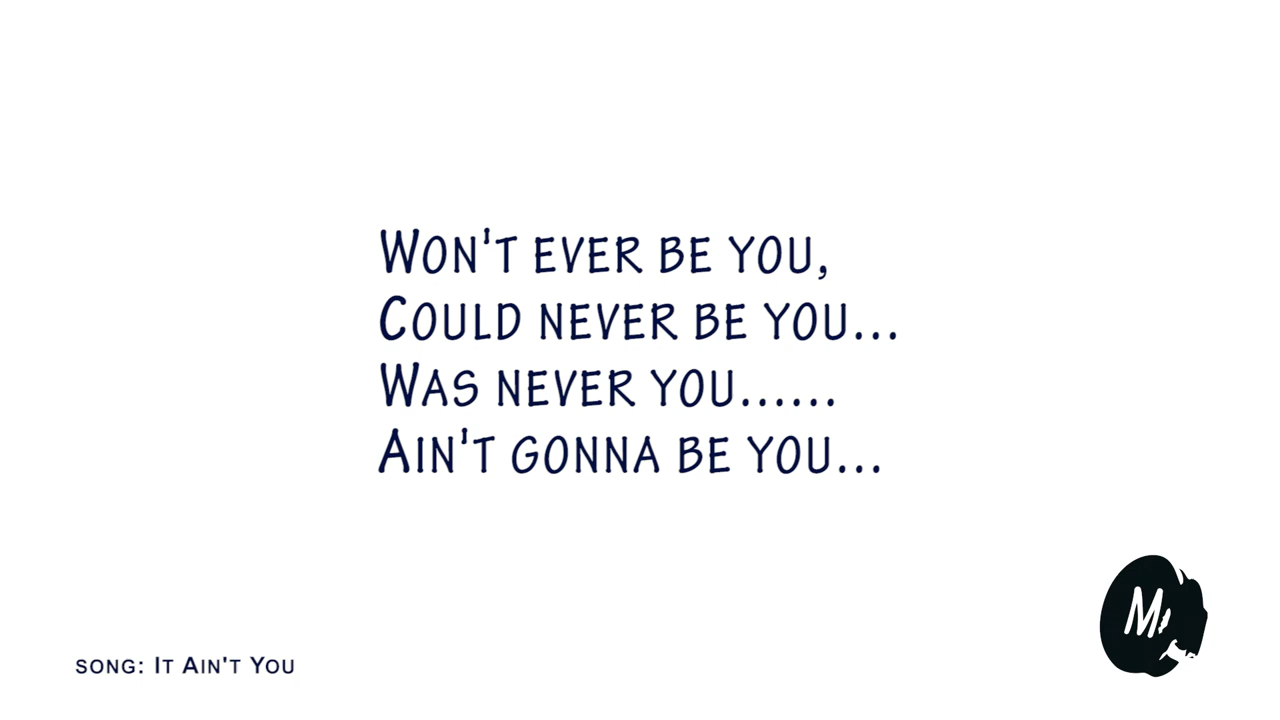 Won't ever be you,
Could never be you...
Was never you......
Ain't gonna be you...
M
song: It Ain't You